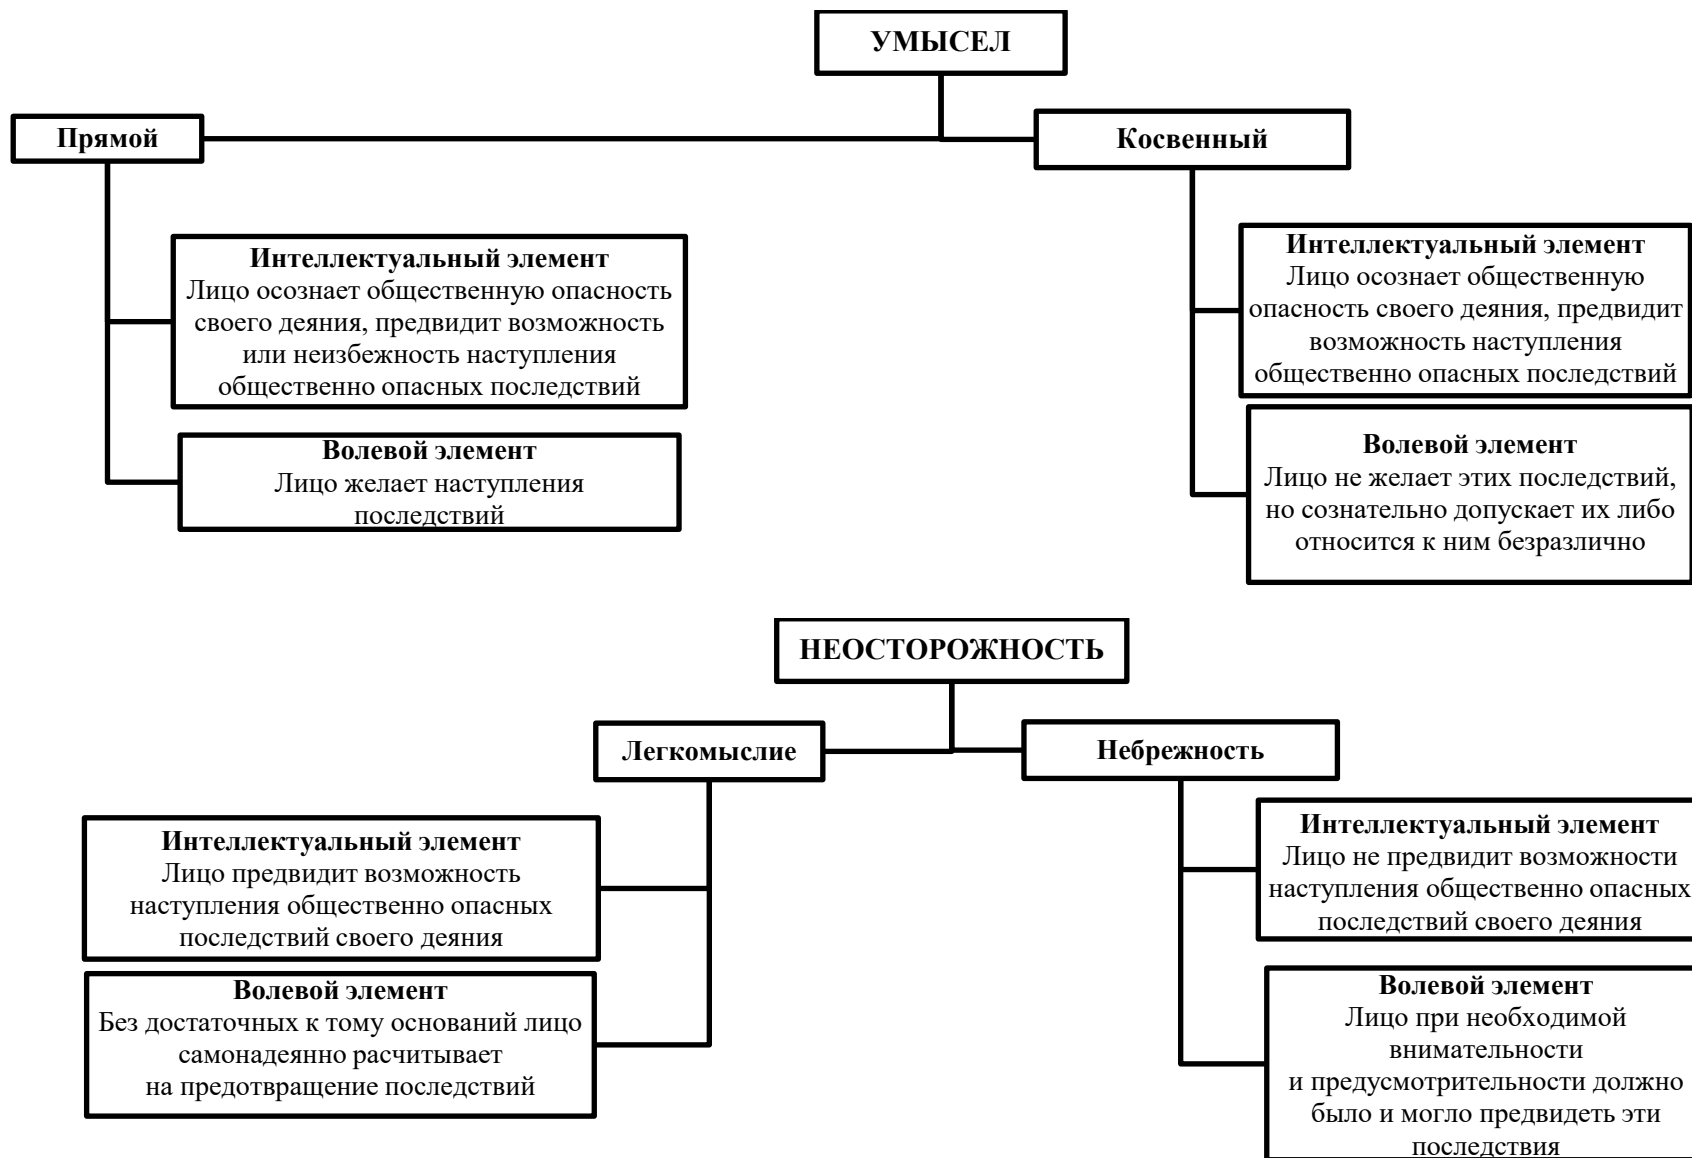 УМЫСЕЛ
Прямой
Косвенный
Интеллектуальный элемент
Лицо осознает общественную опасность
своего деяния, предвидит возможность
или неизбежность наступления
общественно опасных последствий
Волевой элемент
Лицо желает наступления
последствий
Интеллектуальный элемент
Лицо осознает общественную
опасность своего деяния, предвидит
возможность наступления
общественно опасных последствий
Волевой элемент
Лицо не желает этих последствий,
но сознательно допускает их либо
относится к ним безразлично
НЕОСТОРОЖНОСТЬ
Легкомыслие
Небрежность
Интеллектуальный элемент
Лицо предвидит возможность
наступления общественно опасных
последствий своего деяния
Волевой элемент
Без достаточных к тому оснований лицо
самонадеянно расчитывает
на предотвращение последствий
Интеллектуальный элемент
Лицо не предвидит возможности
наступления общественно опасных
последствий своего деяния
Волевой элемент
Лицо при необходимой
внимательности
и предусмотрительности должно
было и могло предвидеть эти
последствия